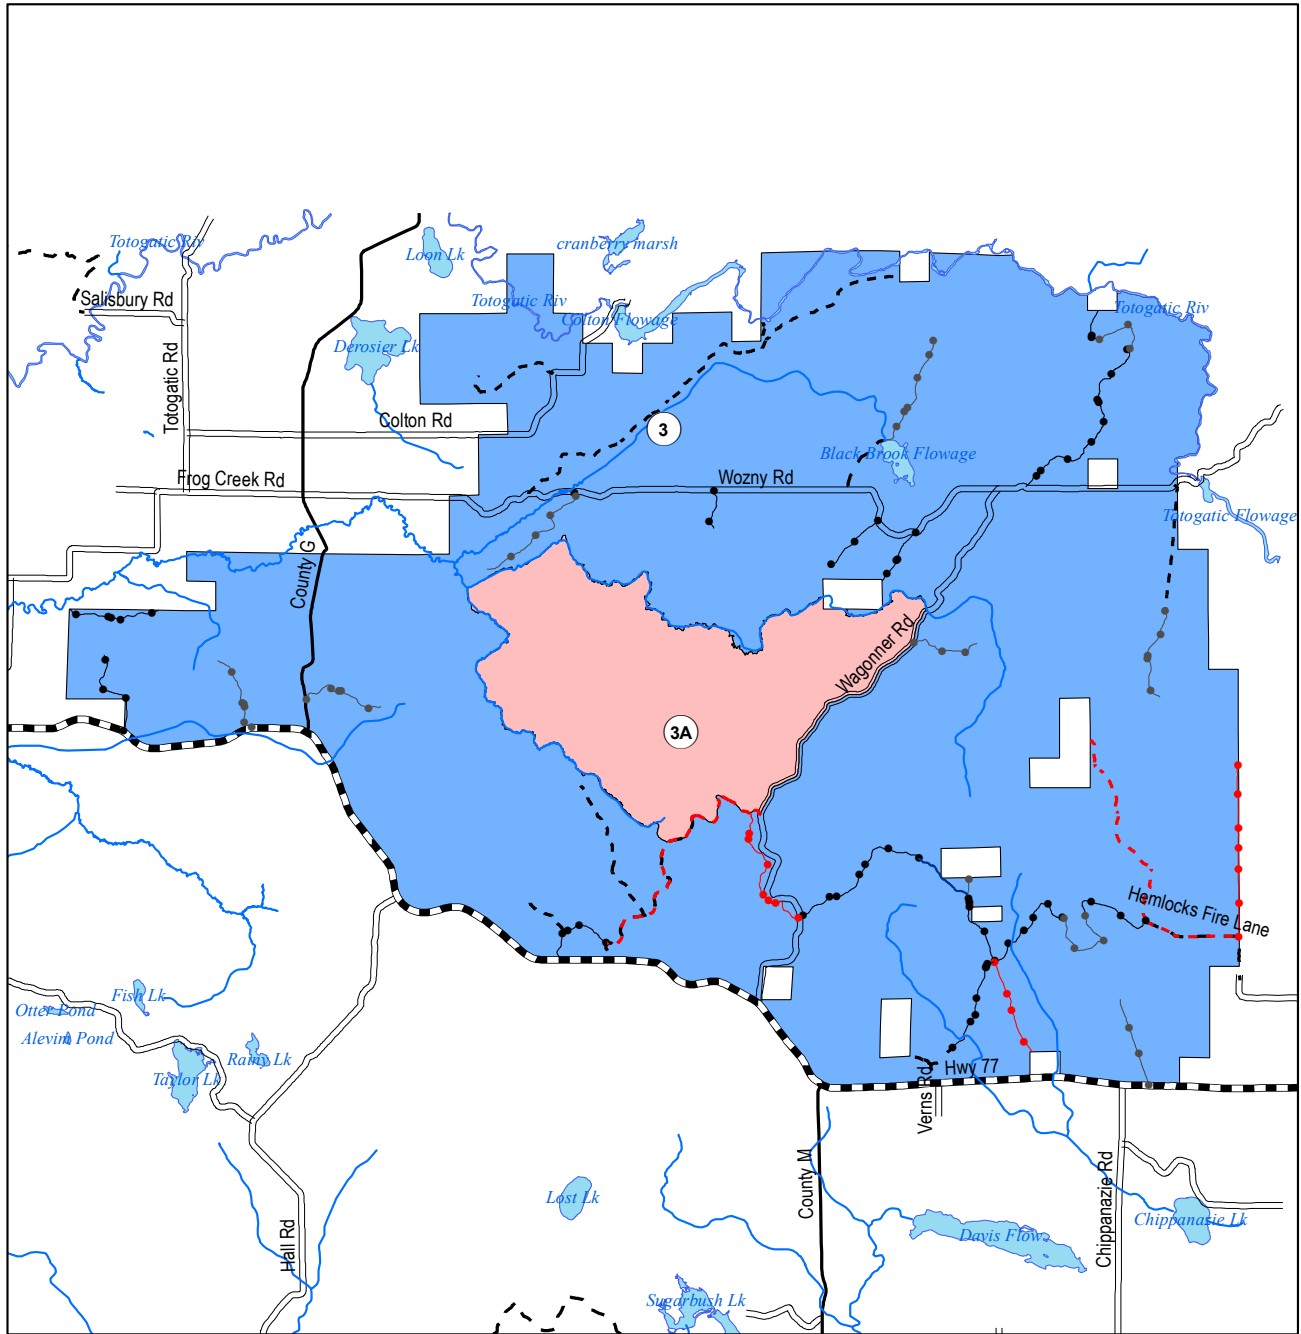 Totogatic Riv
cranberry marsh
Loon Lk
Salisbury Rd
Totogatic Riv
Totogatic Riv
Colton Flowage
Derosier Lk
Totogatic Rd
Colton Rd
3
Black Brook Flowage
Frog Creek Rd
Wozny Rd
Totogatic Flowage
County G
Wagonner Rd
3A
Hemlocks Fire Lane
Fish Lk
Otter Pond
Alevim Pond
Rainy Lk
Taylor Lk
Hwy 77
Verns Rd
County M
Chippanazie Rd
Lost Lk
Chippanazie Lk
Hall Rd
Davis Flow.
Sugarbush Lk